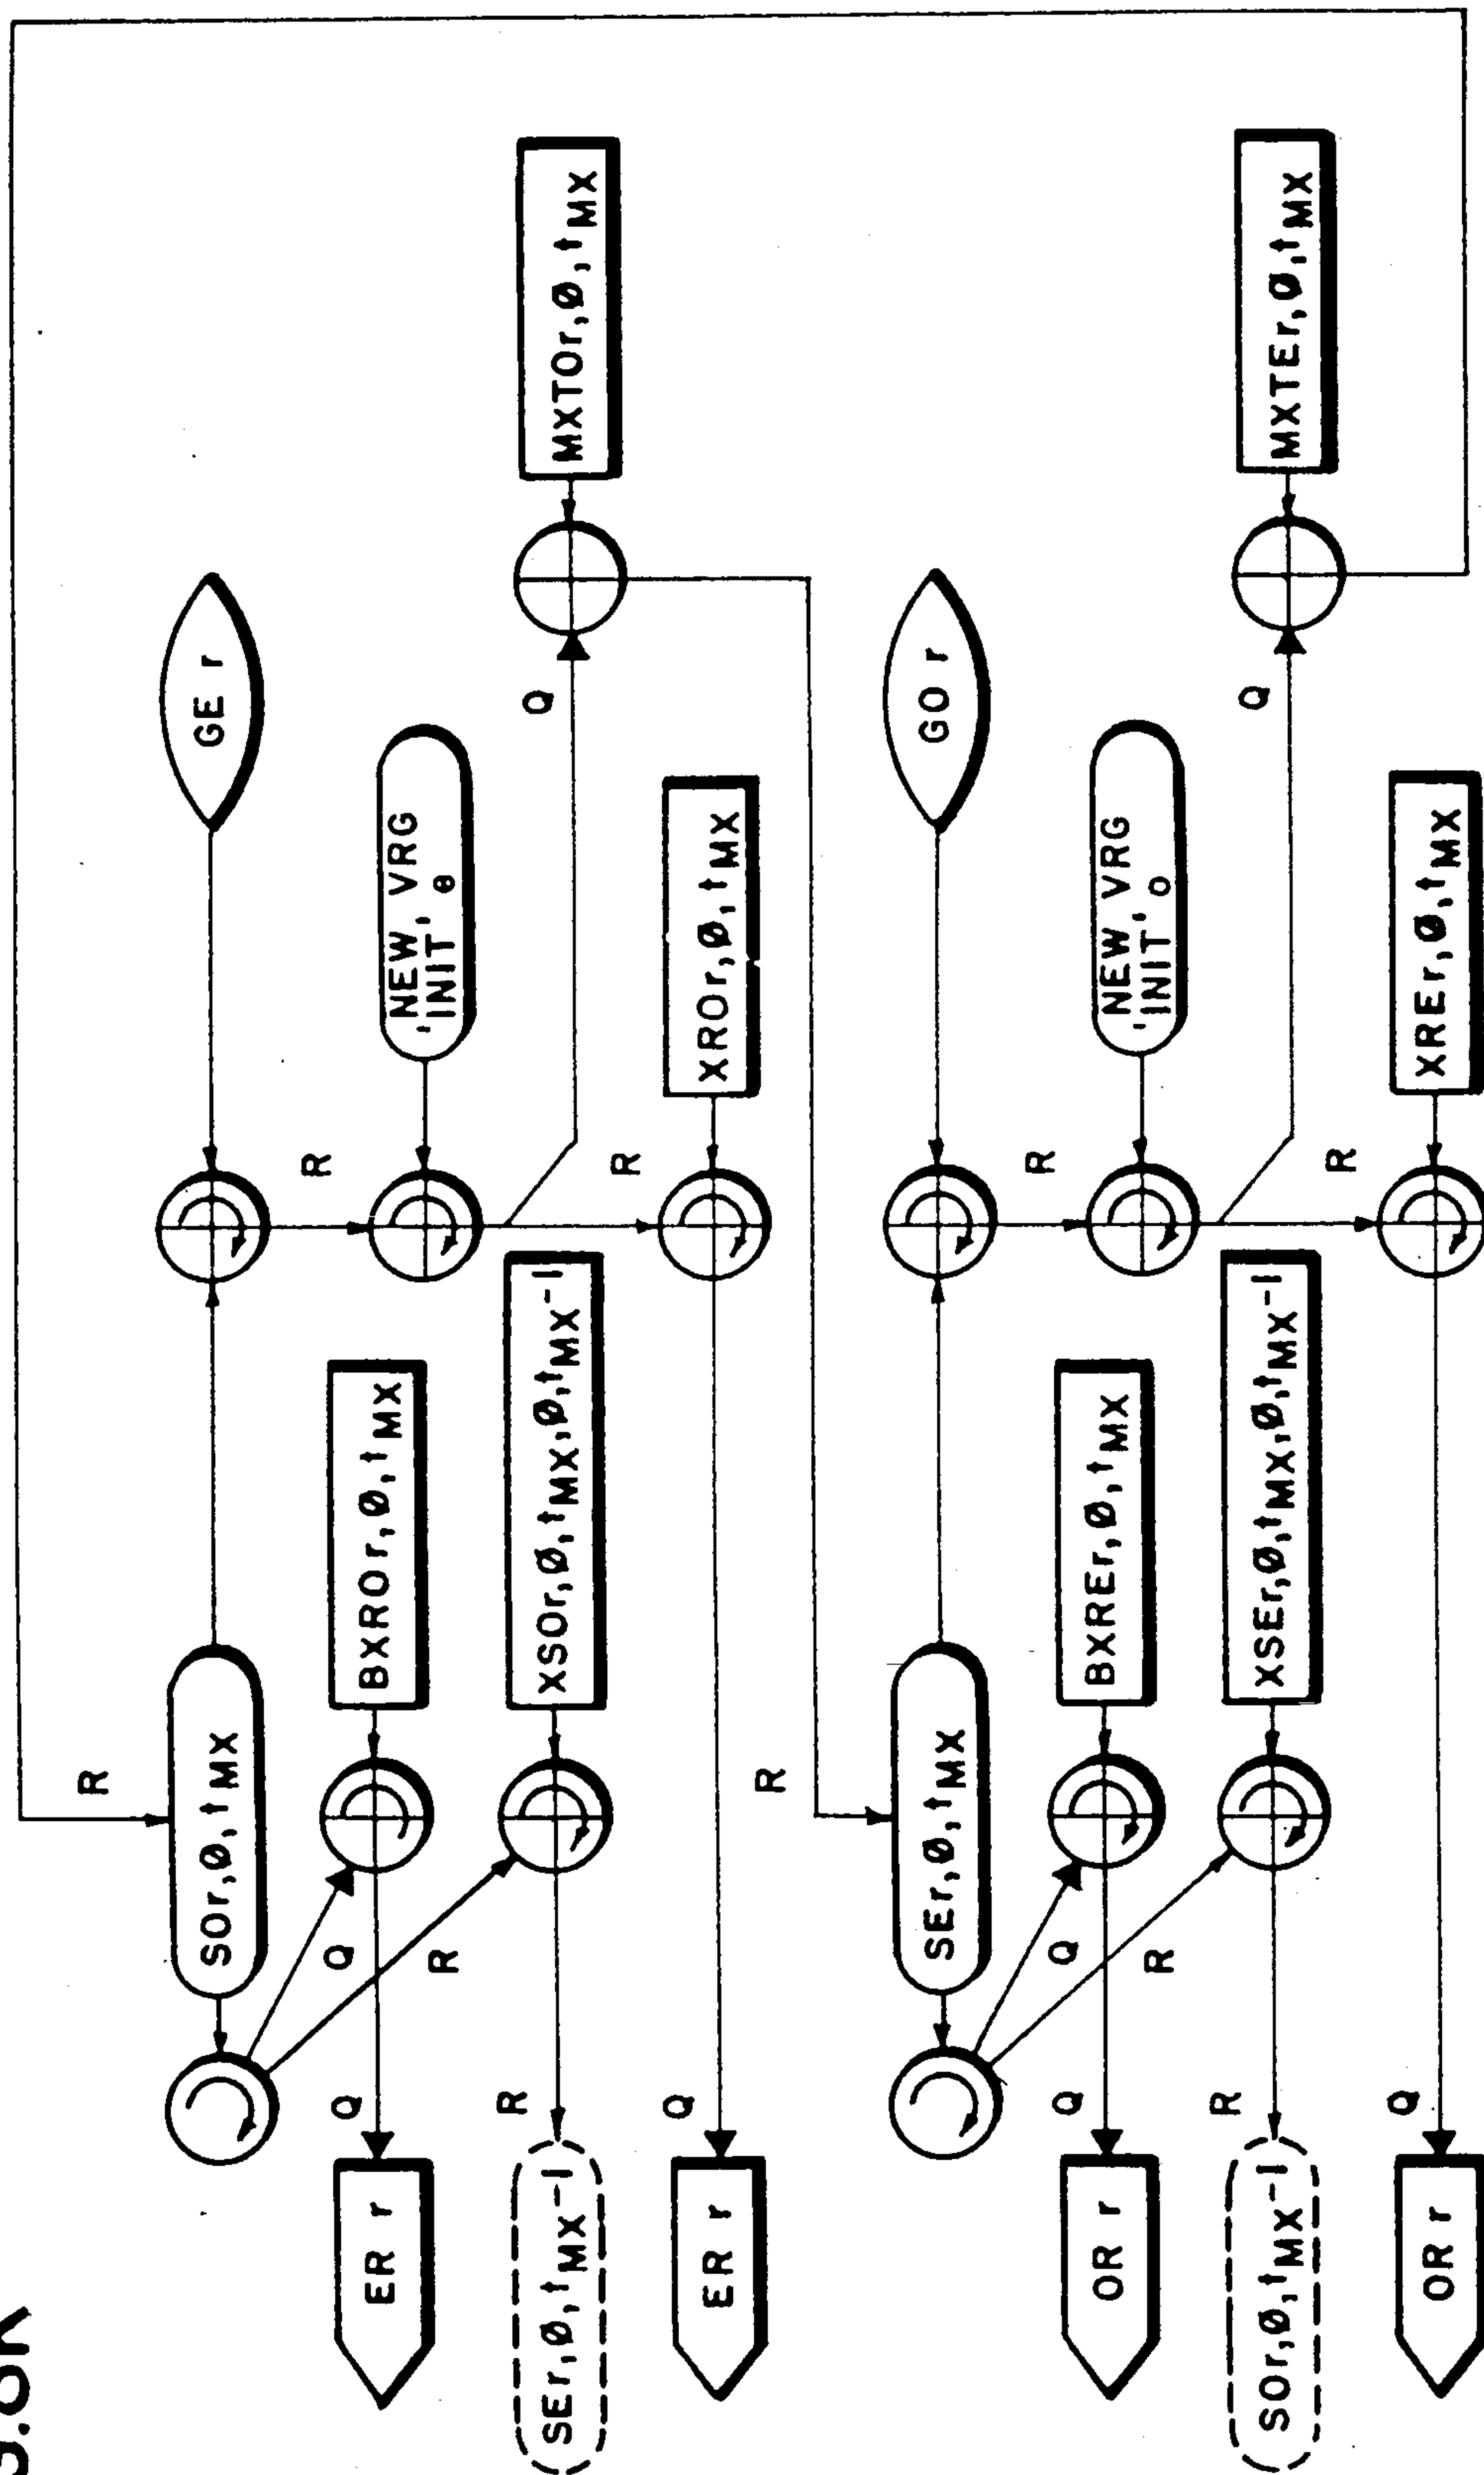 8K
R
SOr,Ø,tMX
GE r
R
Q
Q
ER r
BXROr,Ø,tMX
'NEW, VRG
'INIT' e
R
R
Q
SEr,Ø,tMX-1
XSOr,Ø,tMX,Ø,tMX-1
MXTOr,Ø,tMX
R
Q
ER r
XROr,Ø,tMX
R
SEr,Ø,tMX
GO r
R
Q
Q
OR r
BXREr,Ø,tMX
'NEW, VRG
'INIT' o
R
R
Q
SOr,Ø,tMX-1
XSEr,Ø,tMX,Ø,tMX-1
MXTEr,Ø,tMX
R
Q
OR r
XREr,Ø,tMX